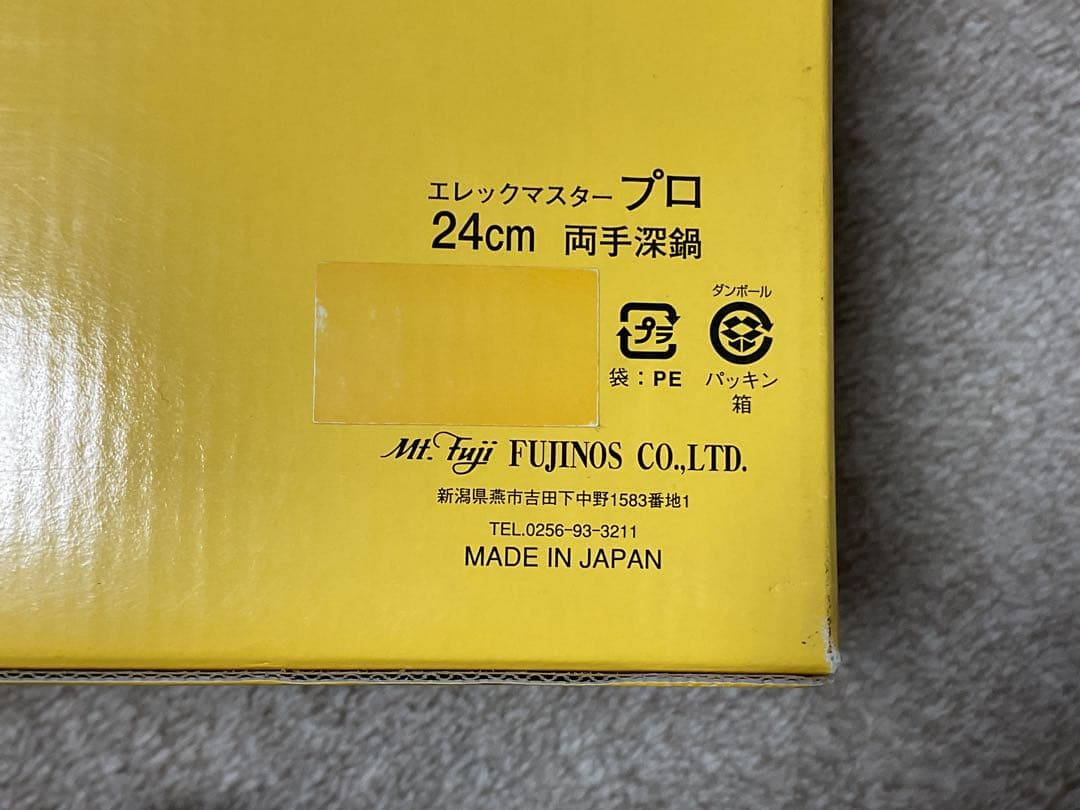 エレックマスター プロ
24cm 両手深鍋
ダンボール
プラ
袋：PE
パッキン
箱
Mt. Fuji FUJINOS CO.,LTD.
新潟県燕市吉田下中野1583番地1
TEL.0256-93-3211
MADE IN JAPAN